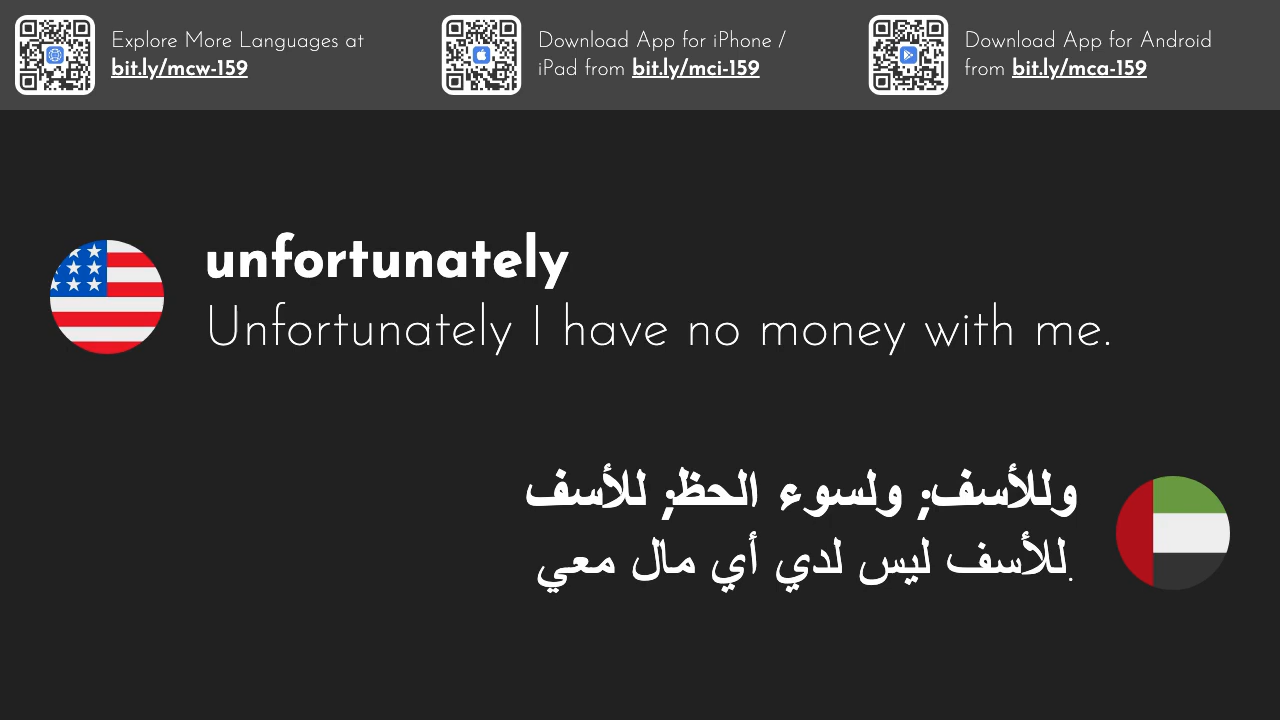 Explore More Languages at
bit.ly/mcw-159
Download App for iPhone /
iPad from bit.ly/mci-159
Download App for Android
from bit.ly/mca-159
unfortunately
Unfortunately I have no money with me.
وللأسف; ولسوء الحظ; للأسف
.للأسف ليس لدي أي مال معي